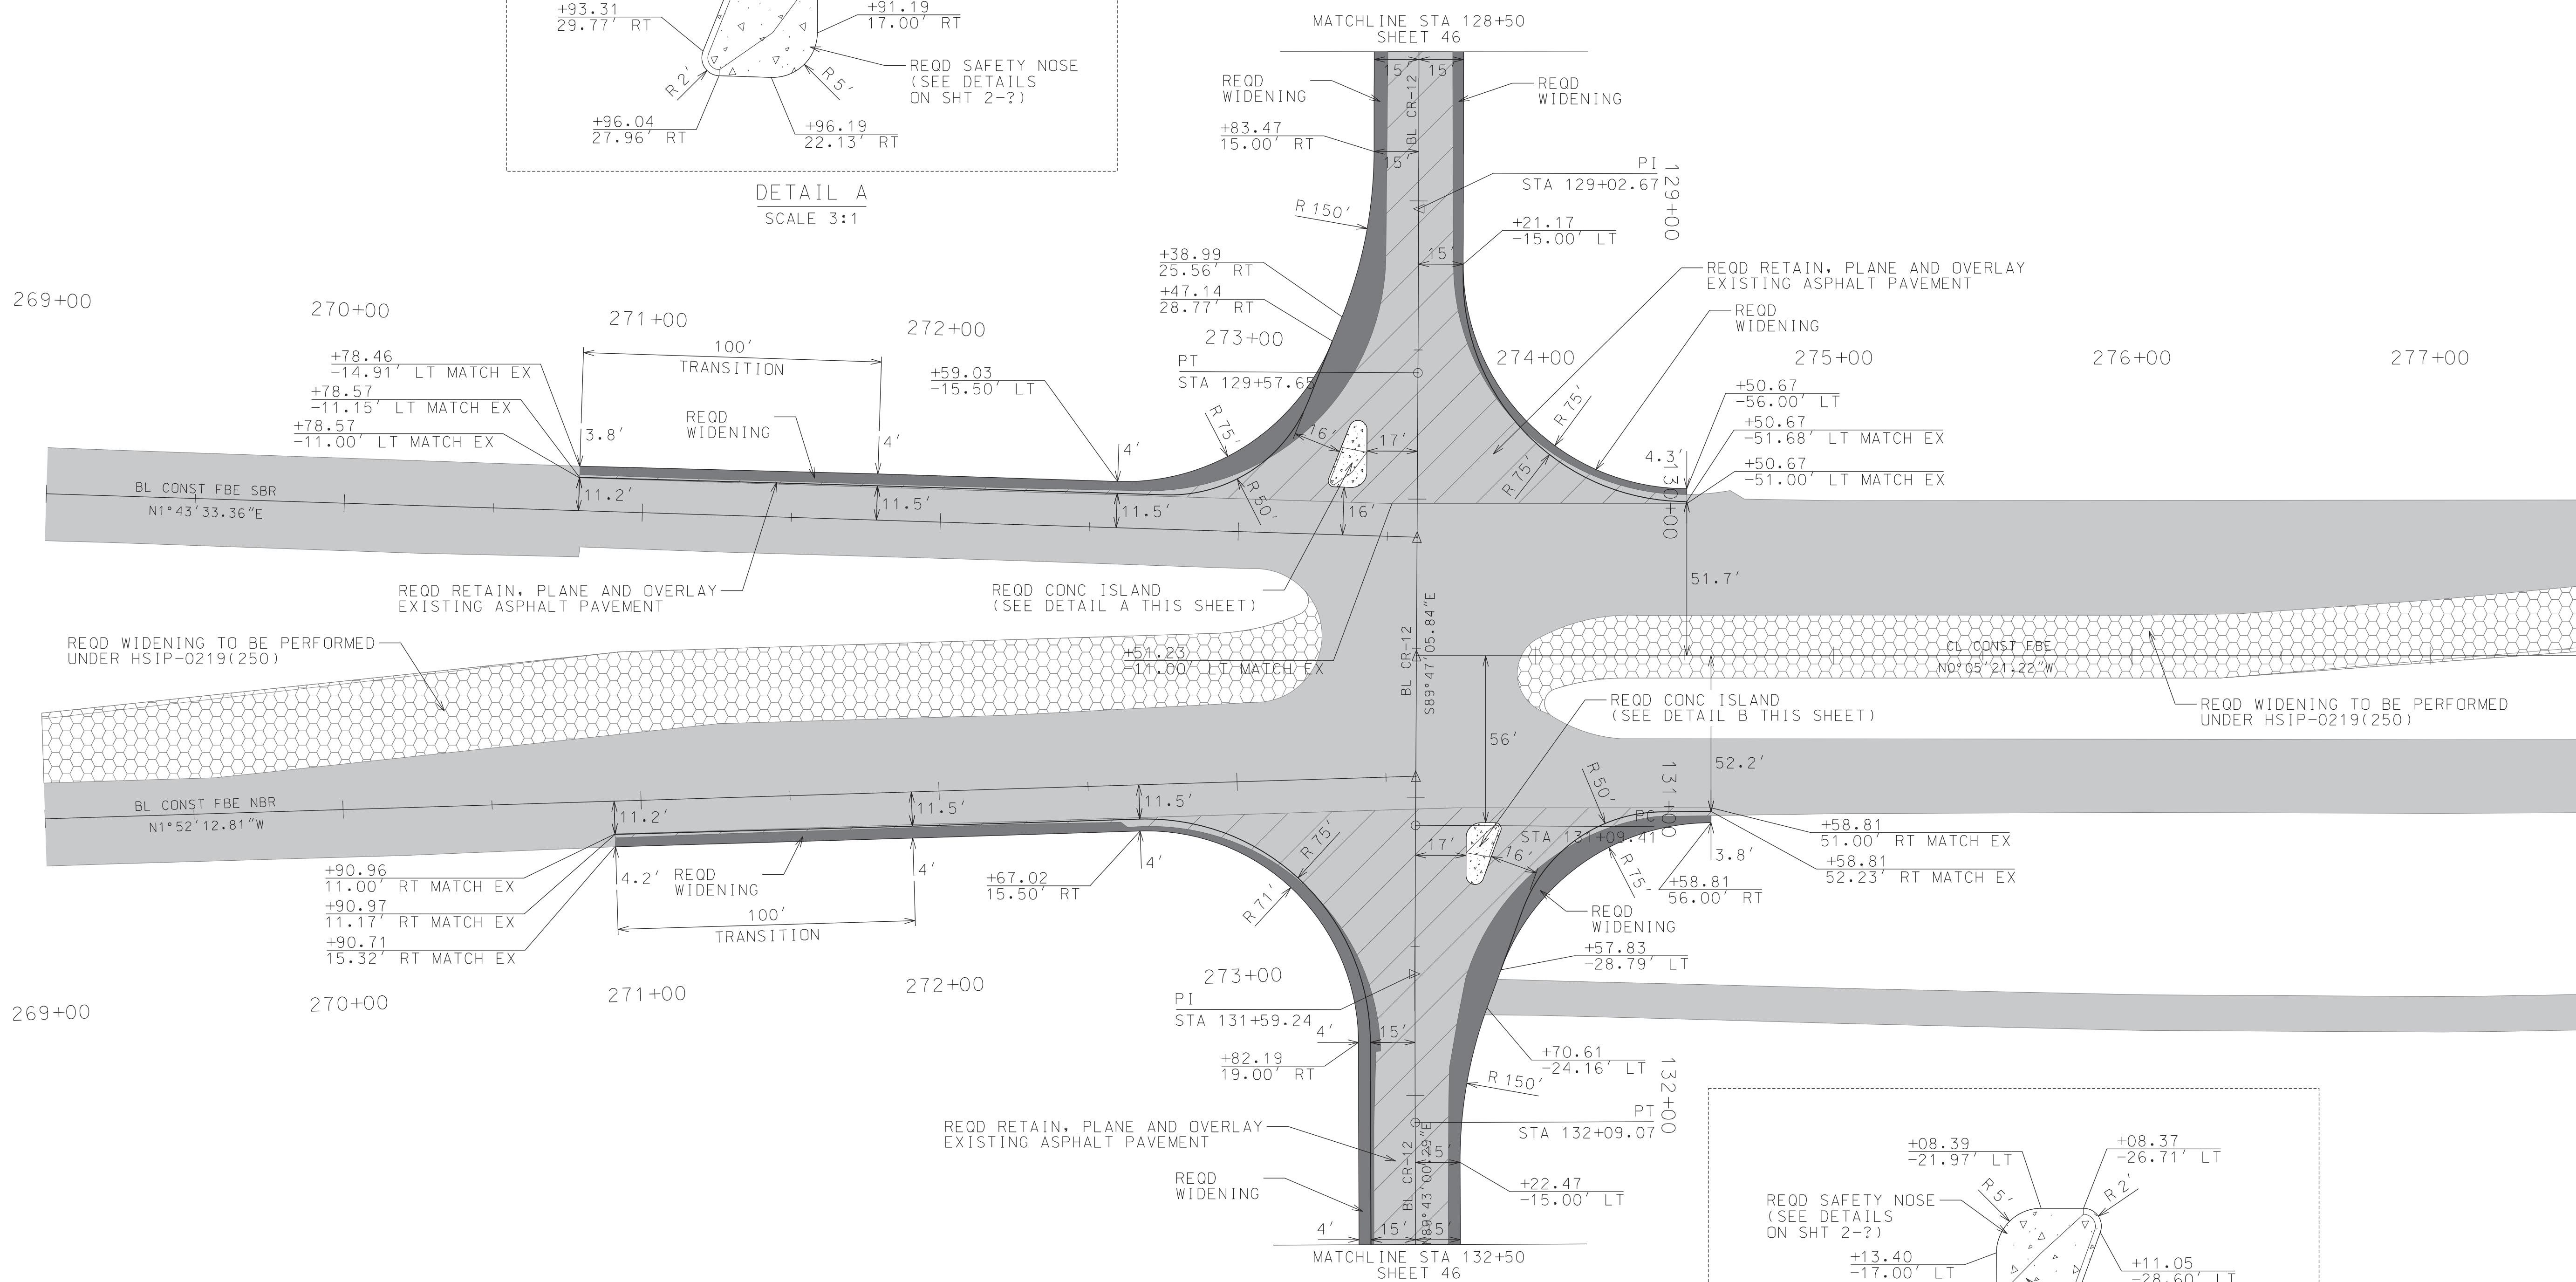 +93.31
29.77' RT
+91.19
17.00' RT
REQD SAFETY NOSE
(SEE DETAILS
ON SHT 2-?)
R 2'
R 5'
+96.04
27.96' RT
+96.19
22.13' RT
DETAIL A
SCALE 3:1
MATCHLINE STA 128+50
SHEET 46
15'
15'
REQD
WIDENING
REQD
WIDENING
BL CR-12
+83.47
15.00' RT
15'
PI
STA 129+02.67
129+00
R 150'
+21.17
-15.00' LT
15'
+38.99
25.56' RT
+47.14
28.77' RT
REQD RETAIN, PLANE AND OVERLAY
EXISTING ASPHALT PAVEMENT
REQD
WIDENING
269+00
270+00
271+00
272+00
273+00
274+00
275+00
276+00
277+00
PT
STA 129+57.65
+78.46
-14.91' LT MATCH EX
+78.57
-11.15' LT MATCH EX
+78.57
-11.00' LT MATCH EX
100'
TRANSITION
+59.03
-15.50' LT
REQD
WIDENING
3.8'
4'
4'
R 75'
16'
17'
R 75'
R 75'
+50.67
-56.00' LT
+50.67
-51.68' LT MATCH EX
+50.67
-51.00' LT MATCH EX
4.3'
130+00
BL CONST FBE SBR
N1°43'33.36"E
11.2'
11.5'
11.5'
R 50'
16'
51.7'
REQD RETAIN, PLANE AND OVERLAY
EXISTING ASPHALT PAVEMENT
REQD CONC ISLAND
(SEE DETAIL A THIS SHEET)
REQD WIDENING TO BE PERFORMED
UNDER HSIP-0219(250)
+51.23
-11.00' LT MATCH EX
BL CR-12
S89°47'05.84"E
CL CONST FBE
N0°05'21.22"W
REQD CONC ISLAND
(SEE DETAIL B THIS SHEET)
REQD WIDENING TO BE PERFORMED
UNDER HSIP-0219(250)
56'
52.2'
131+00
R 50'
BL CONST FBE NBR
N1°52'12.81"W
11.2'
11.5'
11.5'
PC
STA 131+09.41
17'
16'
R 75'
R 75'
R 71'
3.8'
+58.81
51.00' RT MATCH EX
+58.81
52.23' RT MATCH EX
+58.81
56.00' RT
+90.96
11.00' RT MATCH EX
+90.97
11.17' RT MATCH EX
+90.71
15.32' RT MATCH EX
4.2'
REQD
WIDENING
4'
4'
+67.02
15.50' RT
100'
TRANSITION
REQD
WIDENING
+57.83
-28.79' LT
269+00
270+00
271+00
272+00
273+00
PI
STA 131+59.24
4'
15'
+82.19
19.00' RT
+70.61
-24.16' LT
R 150'
132+00
PT
STA 132+09.07
REQD RETAIN, PLANE AND OVERLAY
EXISTING ASPHALT PAVEMENT
REQD
WIDENING
BL CR-12
N89°43'00.29"E
15'
+22.47
-15.00' LT
4'
15'
15'
MATCHLINE STA 132+50
SHEET 46
+08.39
-21.97' LT
+08.37
-26.71' LT
REQD SAFETY NOSE
(SEE DETAILS
ON SHT 2-?)
R 5'
R 2'
+13.40
-17.00' LT
+11.05
-28.60' LT